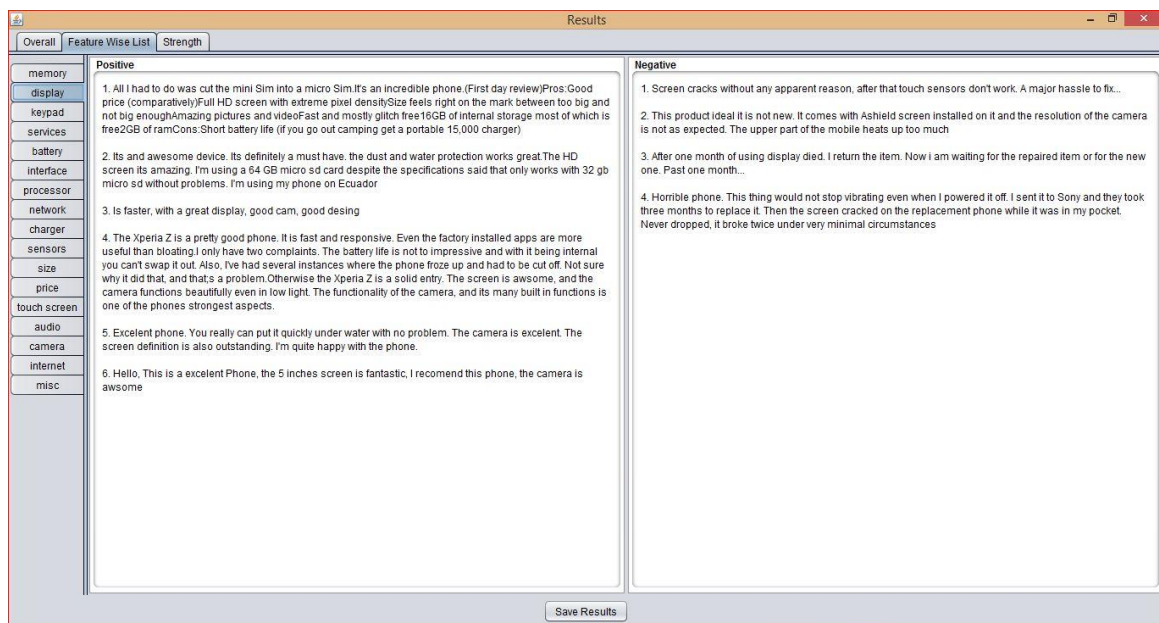 Results
Overall Feature Wise List Strength
memory
display
keypad
services
battery
interface
processor
network
charger
sensors
size
price
touch screen
audio
camera
internet
misc
Positive
1. All I had to do was cut the mini Sim into a micro Sim.It's an incredible phone.(First day review)Pros:Good
price (comparatively)Full HD screen with extreme pixel densitySize feels right on the mark between too big and
not big enoughAmazing pictures and videoFast and mostly glitch free16GB of internal storage most of which is
free2GB of ramCons:Short battery life (if you go out camping get a portable 15,000 charger)
2. Its and awesome device. Its definitely a must have. the dust and water protection works great.The HD
screen its amazing. I'm using a 64 GB micro sd card despite the specifications said that only works with 32 gb
micro sd without problems. I'm using my phone on Ecuador
3. Is faster, with a great display, good cam, good desing
4. The Xperia Z is a pretty good phone. It is fast and responsive. Even the factory installed apps are more
useful than bloating.I only have two complaints. The battery life is not to impressive and with it being internal
you can't swap it out. Also, I've had several instances where the phone froze up and had to be cut off. Not sure
why it did that, and that;s a problem.Otherwise the Xperia Z is a solid entry. The screen is awsome, and the
camera functions beautifully even in low light. The functionality of the camera, and its many built in functions is
one of the phones strongest aspects.
5. Excelent phone. You really can put it quickly under water with no problem. The camera is excelent. The
screen definition is also outstanding. I'm quite happy with the phone.
6. Hello, This is a excelent Phone, the 5 inches screen is fantastic, I recomend this phone, the camera is
awsome
Negative
1. Screen cracks without any apparent reason, after that touch sensors don't work. A major hassle to fix...
2. This product ideal it is not new. It comes with Ashield screen installed on it and the resolution of the camera
is not as expected. The upper part of the mobile heats up too much
3. After one month of using display died. I return the item. Now i am waiting for the repaired item or for the new
one. Past one month...
4. Horrible phone. This thing would not stop vibrating even when I powered it off. I sent it to Sony and they took
three months to replace it. Then the screen cracked on the replacement phone while it was in my pocket.
Never dropped, it broke twice under very minimal circumstances
Save Results